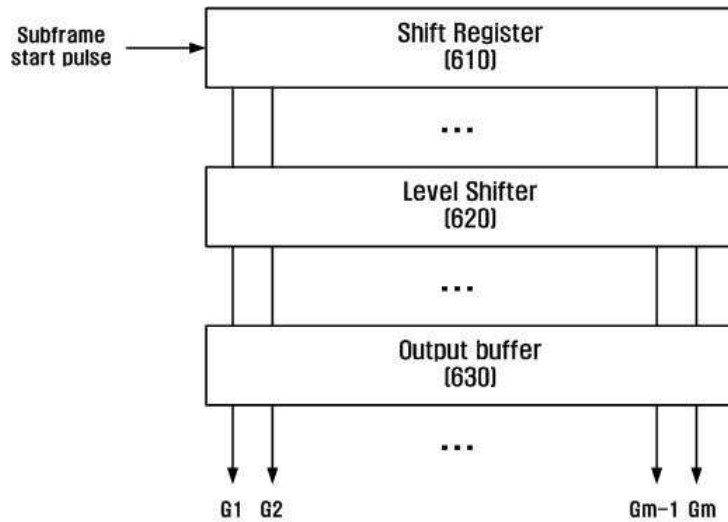 Subframe
start pulse
Shift Register
(610)
...
Level Shifter
(620)
...
Output buffer
(630)
...
G1 G2 Gm-1 Gm